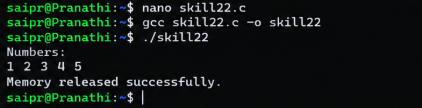 saipr@Pranathi:~$ nano skill22.c
saipr@Pranathi:~$ gcc skill22.c -o skill22
saipr@Pranathi:~$ ./skill22
Numbers:
1 2 3 4 5
Memory released successfully.
saipr@Pranathi:~$